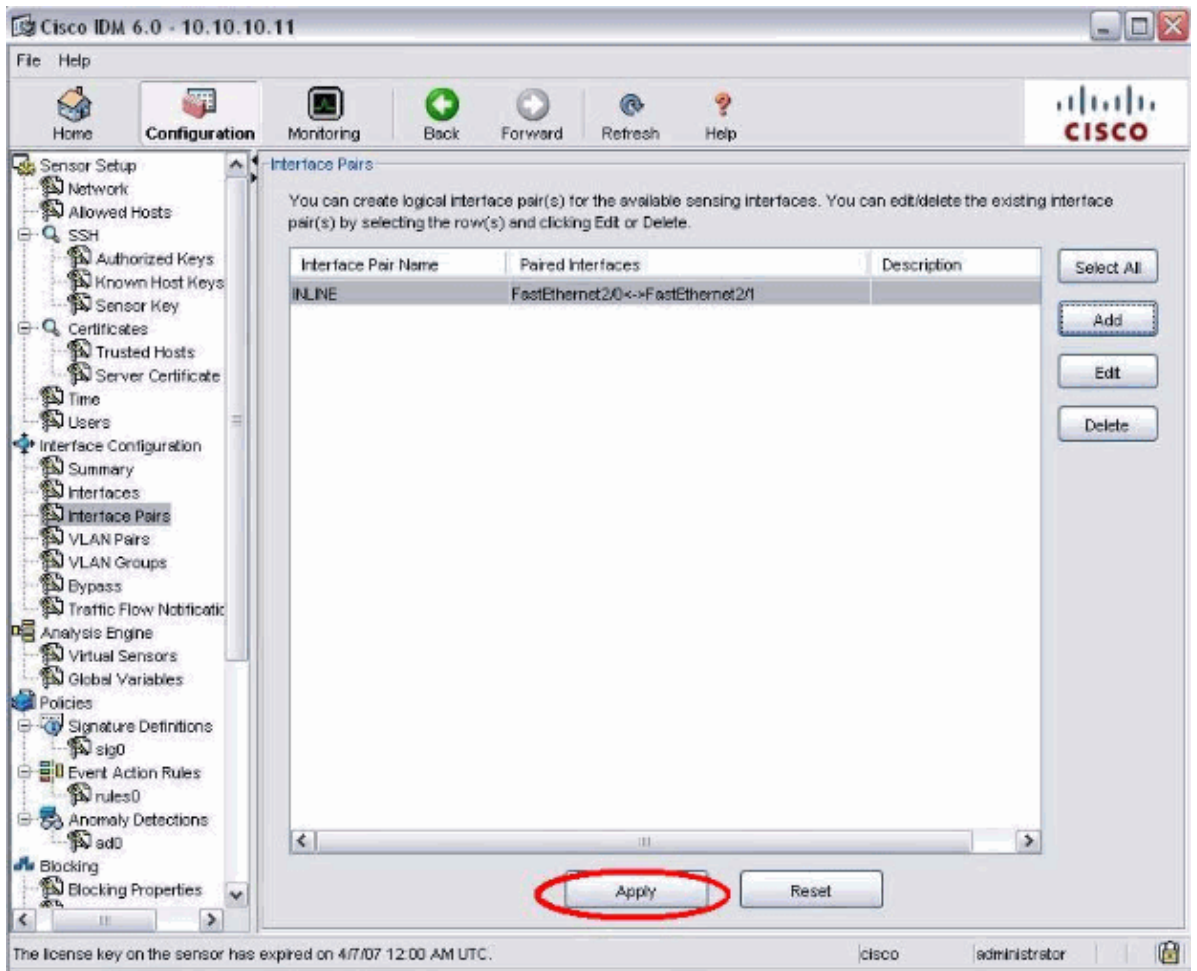 Cisco IDM 6.0 - 10.10.10.11
File Help
Home Configuration Monitoring Back Forward Refresh Help
CISCO
Sensor Setup
Network
Allowed Hosts
SSH
Authorized Keys
Known Host Keys
Sensor Key
Certificates
Trusted Hosts
Server Certificate
Time
Users
Interface Configuration
Summary
Interfaces
Interface Pairs
VLAN Pairs
VLAN Groups
Bypass
Traffic Flow Notificatic
Analysis Engine
Virtual Sensors
Global Variables
Policies
Signature Definitions
sig0
Event Action Rules
rules0
Anomaly Detections
ad0
Blocking
Blocking Properties
Interface Pairs
You can create logical interface pair(s) for the available sensing interfaces. You can edit/delete the existing interface
pair(s) by selecting the row(s) and clicking Edit or Delete.
Interface Pair Name Paired Interfaces Description
INLINE FastEthernet2/0<->FastEthernet2/1
Select All
Add
Edit
Delete
Apply Reset
The license key on the sensor has expired on 4/7/07 12:00 AM UTC. cisco administrator